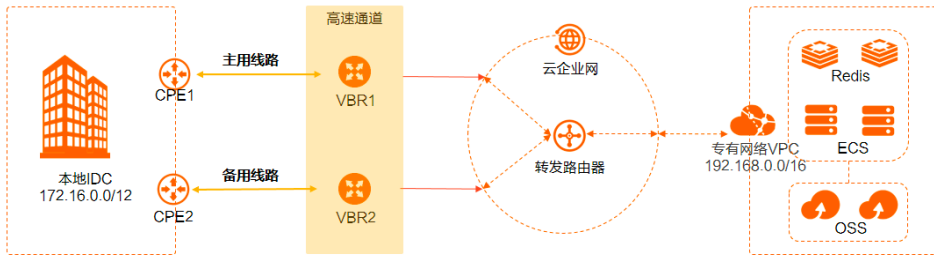 高速通道
主用线路
CPE1
VBR1
云企业网
转发路由器
Redis
ECS
专有网络VPC
192.168.0.0/16
本地IDC
172.16.0.0/12
备用线路
CPE2
VBR2
OSS